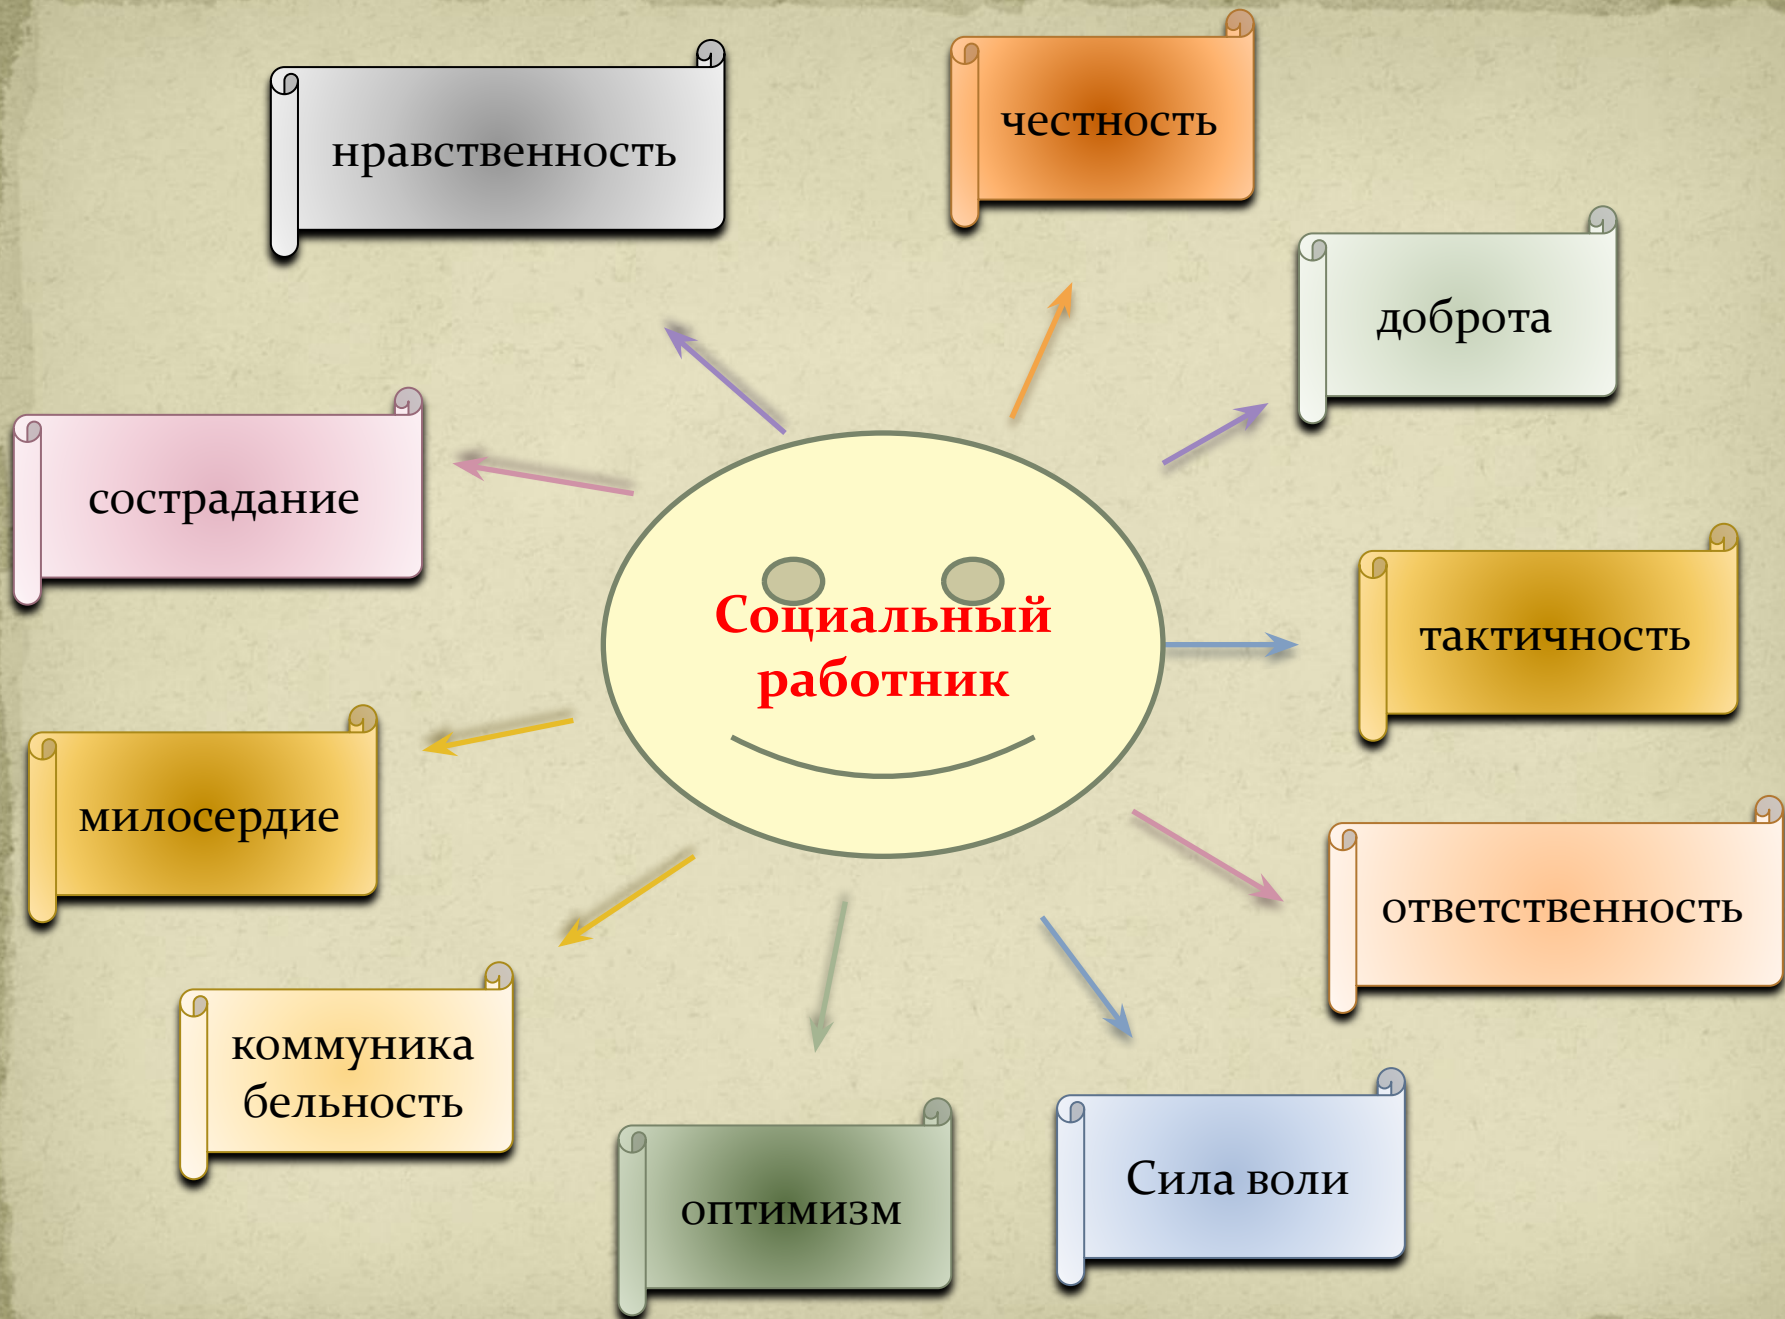 нравственность
честность
доброта
сострадание
Социальный
работник
тактичность
милосердие
ответственность
коммуника
бельность
оптимизм
Сила воли